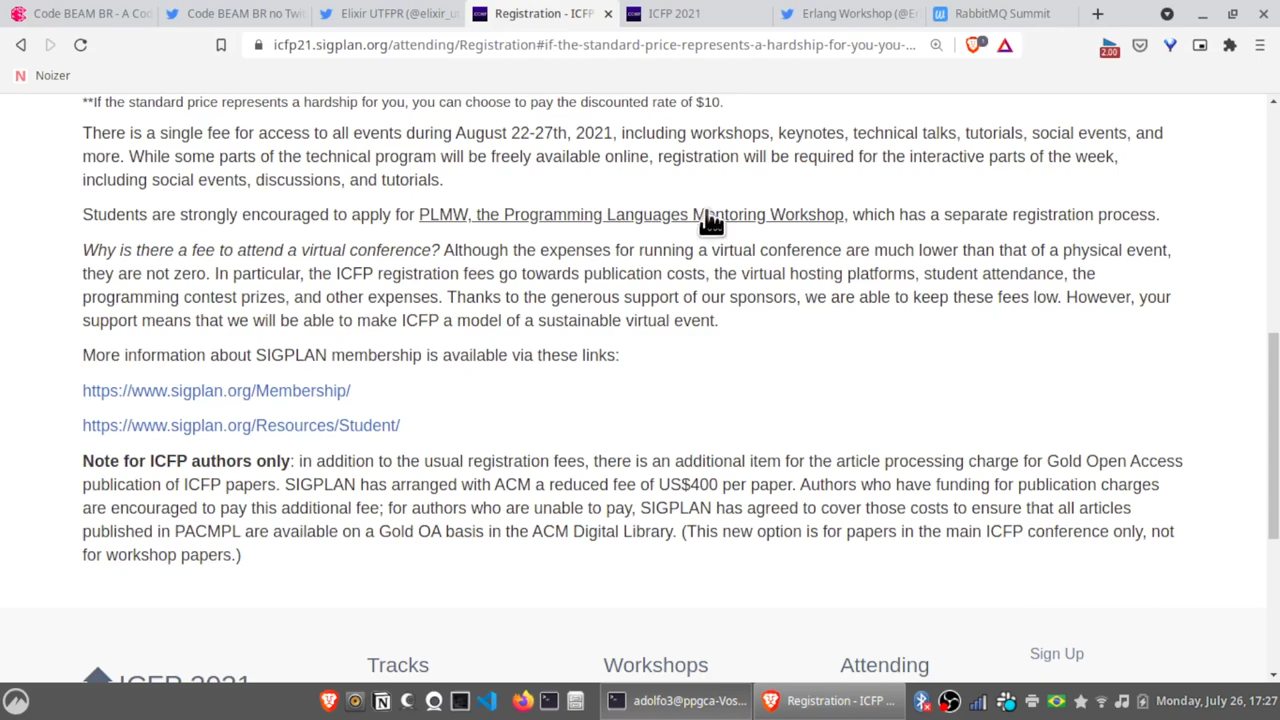 Code BEAM BR - A Cod
Code BEAM BR no Twi
Elixir UTFPR (@elixir_ut
Registration - ICFP
ICFP 2021
Erlang Workshop (@Er
RabbitMQ Summit
icfp21.sigplan.org/attending/Registration#if-the-standard-price-represents-a-hardship-for-you-you-...
2.00
N Noizer
**If the standard price represents a hardship for you, you can choose to pay the discounted rate of $10.
There is a single fee for access to all events during August 22-27th, 2021, including workshops, keynotes, technical talks, tutorials, social events, and
more. While some parts of the technical program will be freely available online, registration will be required for the interactive parts of the week,
including social events, discussions, and tutorials.
Students are strongly encouraged to apply for PLMW, the Programming Languages Mentoring Workshop, which has a separate registration process.
Why is there a fee to attend a virtual conference? Although the expenses for running a virtual conference are much lower than that of a physical event,
they are not zero. In particular, the ICFP registration fees go towards publication costs, the virtual hosting platforms, student attendance, the
programming contest prizes, and other expenses. Thanks to the generous support of our sponsors, we are able to keep these fees low. However, your
support means that we will be able to make ICFP a model of a sustainable virtual event.
More information about SIGPLAN membership is available via these links:
https://www.sigplan.org/Membership/
https://www.sigplan.org/Resources/Student/
Note for ICFP authors only: in addition to the usual registration fees, there is an additional item for the article processing charge for Gold Open Access
publication of ICFP papers. SIGPLAN has arranged with ACM a reduced fee of US$400 per paper. Authors who have funding for publication charges
are encouraged to pay this additional fee; for authors who are unable to pay, SIGPLAN has agreed to cover those costs to ensure that all articles
published in PACMPL are available on a Gold OA basis in the ACM Digital Library. (This new option is for papers in the main ICFP conference only, not
for workshop papers.)
ICFP 2021
Tracks
Workshops
Attending
Sign Up
adolfo3@ppgca-Vos...
Registration - ICFP ...
Monday, July 26, 17:27